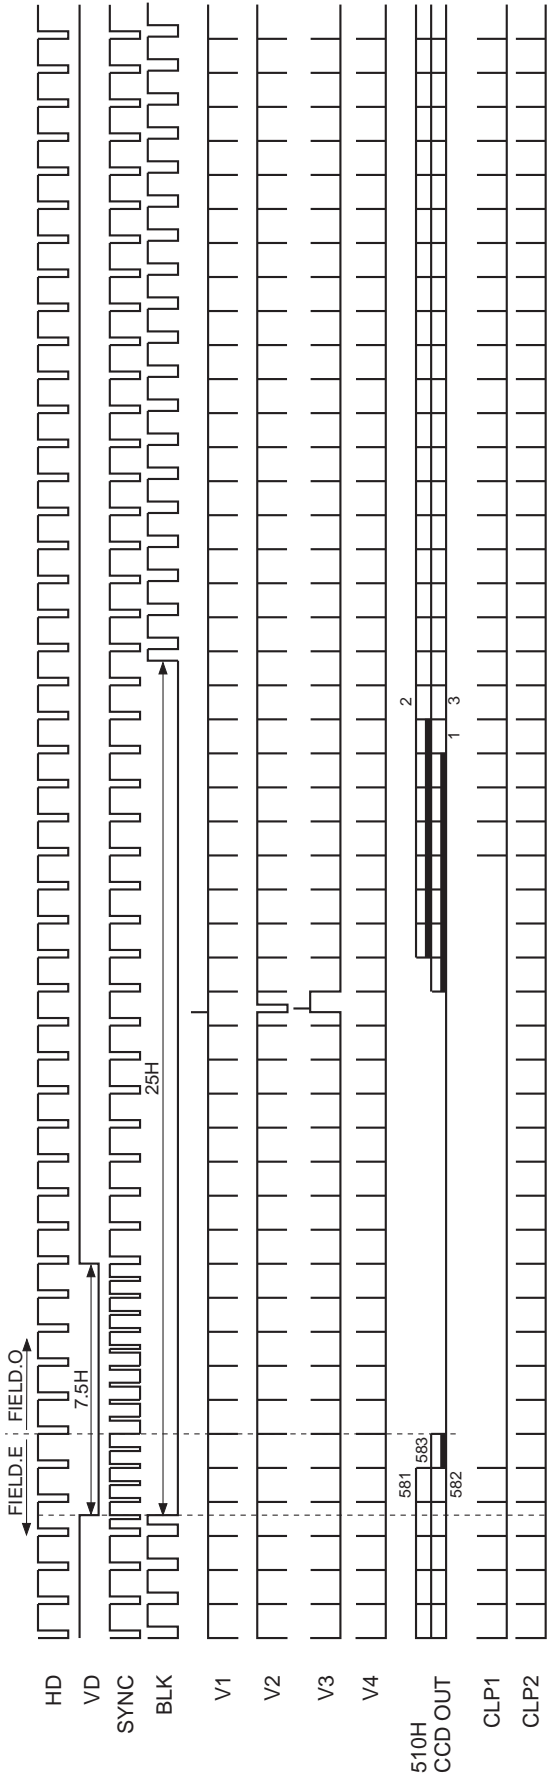 FIELD.E FIELD.O
HD
VD
7.5H
SYNC
BLK
25H
V1
V2
V3
V4
581 2
510H
583
CCD OUT
582 1 3
CLP1
CLP2